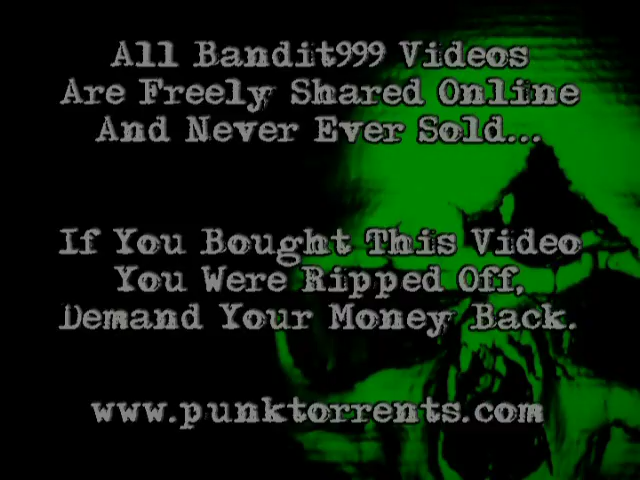 All Bandit999 Videos
Are Freely Shared Online
And Never Ever Sold...
If You Bought This Video
You Were Ripped Off,
Demand Your Money Back.
www.punktorrents.com